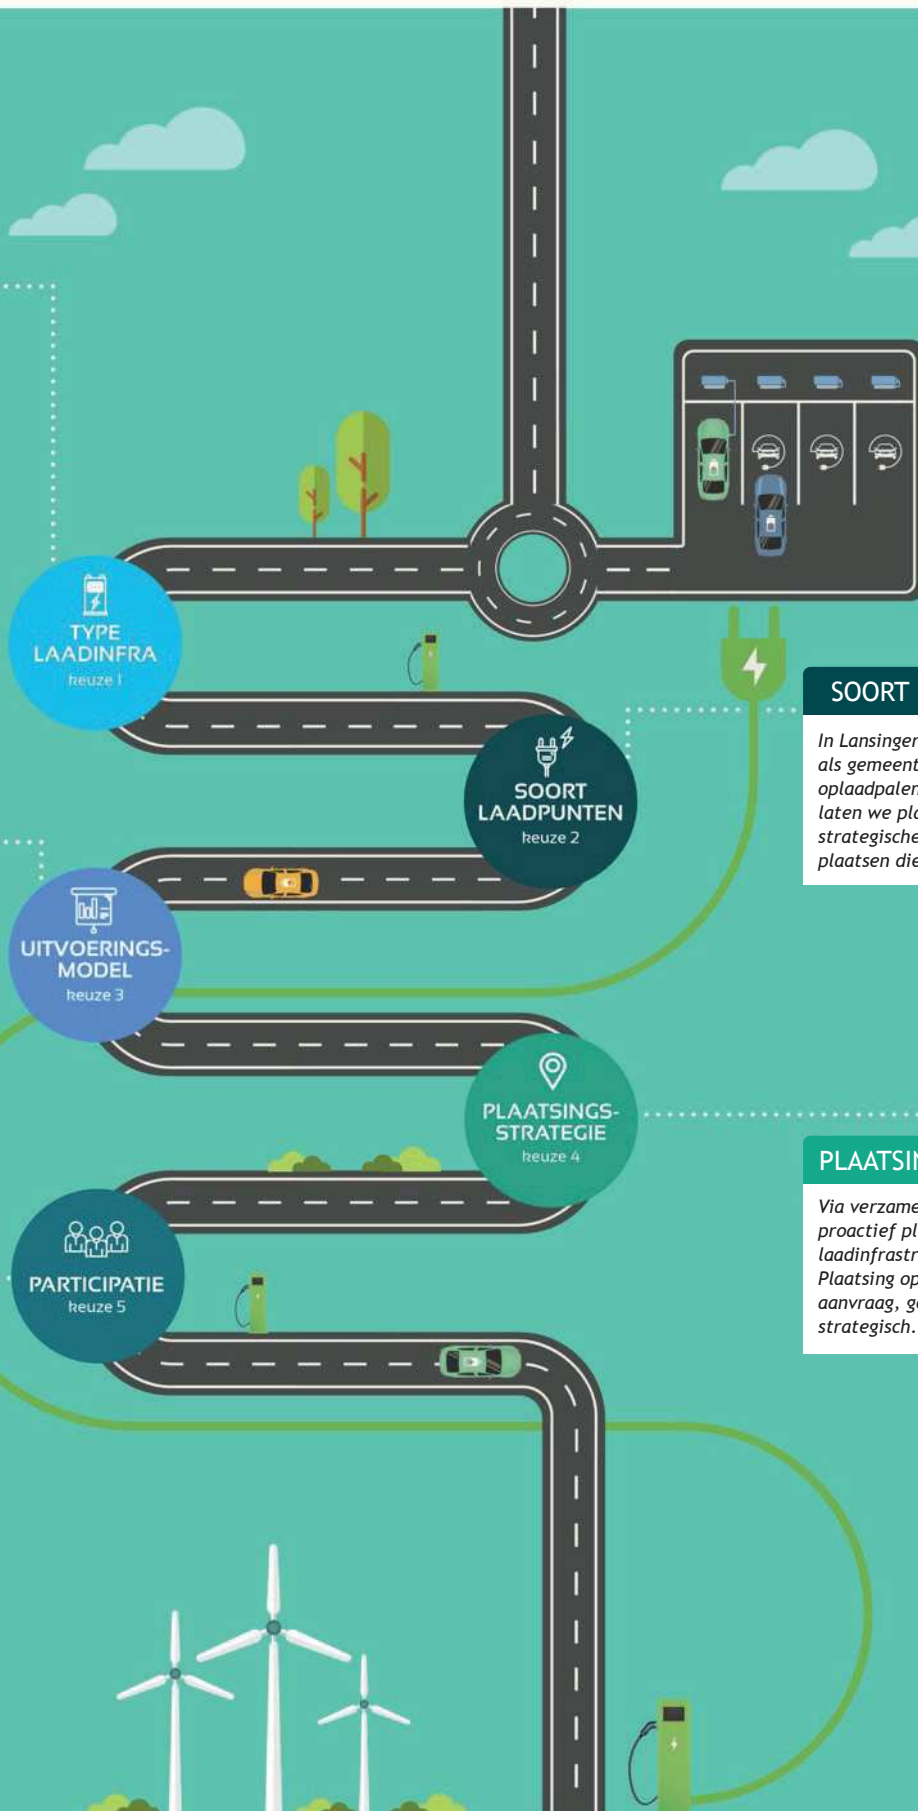 TYPE
LAADINFRA
keuze 1
SOORT
LAADPUNTEN
keuze 2
SOORT
In Lansinger
als gemeent
oplaadpalen
laten we pla
strategische
plaatsen die
UITVOERINGS-
MODEL
keuze 3
PLAATSINGS-
STRATEGIE
keuze 4
PLAATSIN
Via verzame
proactief pl
laadinfrastr
Plaatsing op
aanvraag, g
strategisch.
PARTICIPATIE
keuze 5